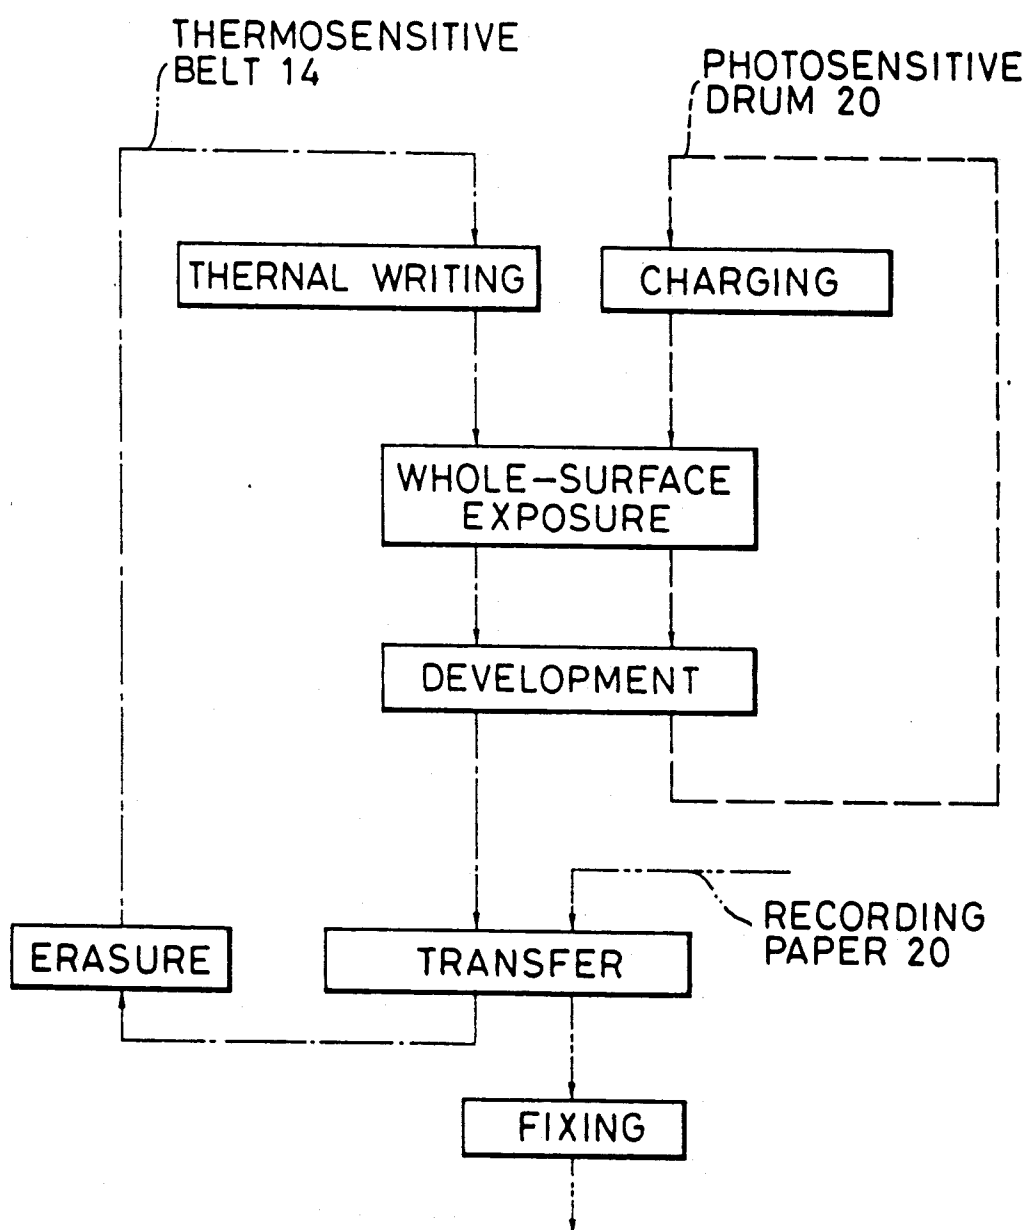 THERMOSENSITIVE
BELT 14
PHOTOSENSITIVE
DRUM 20
THERNAL WRITING
CHARGING
WHOLE-SURFACE
EXPOSURE
DEVELOPMENT
RECORDING
PAPER 20
ERASURE
TRANSFER
FIXING